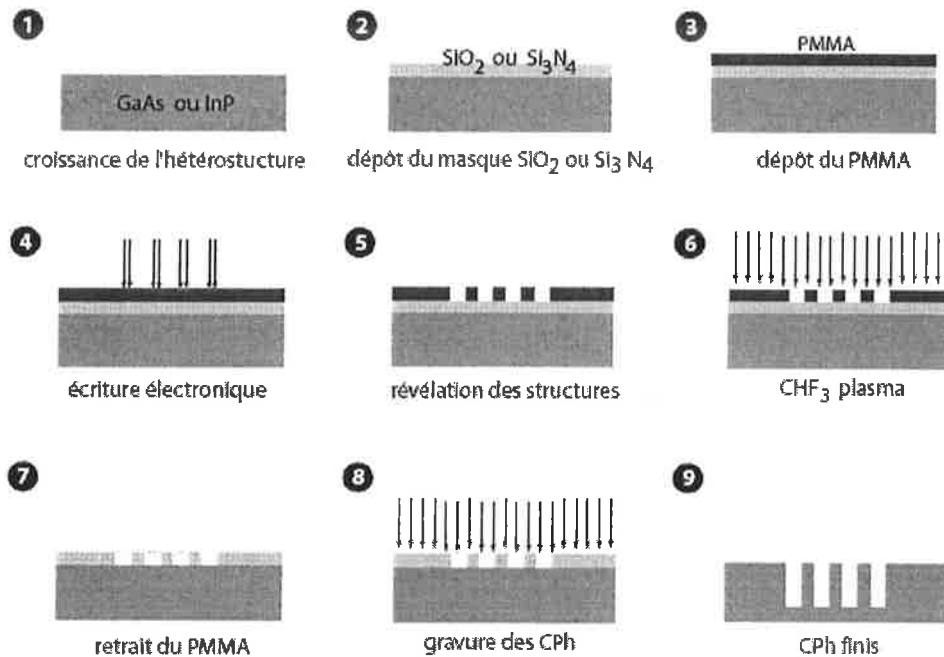 1
GaAs ou InP
croissance de l'hétérostucture
2
SiO2 ou Si3N4
dépôt du masque SiO2 ou Si3 N4
3
PMMA
dépôt du PMMA
4
écriture électronique
5
révélation des structures
6
CHF3 plasma
7
retrait du PMMA
8
gravure des CPh
9
CPh finis